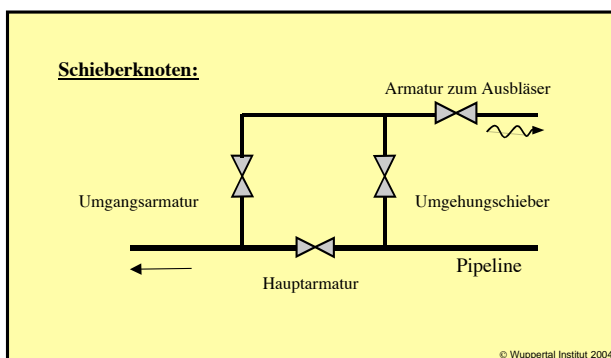 Schieberknoten:
Armatur zum Ausbläser
Umgangsarmatur
Umgehungschieber
Pipeline
Hauptarmatur
© Wuppertal Institut 2004